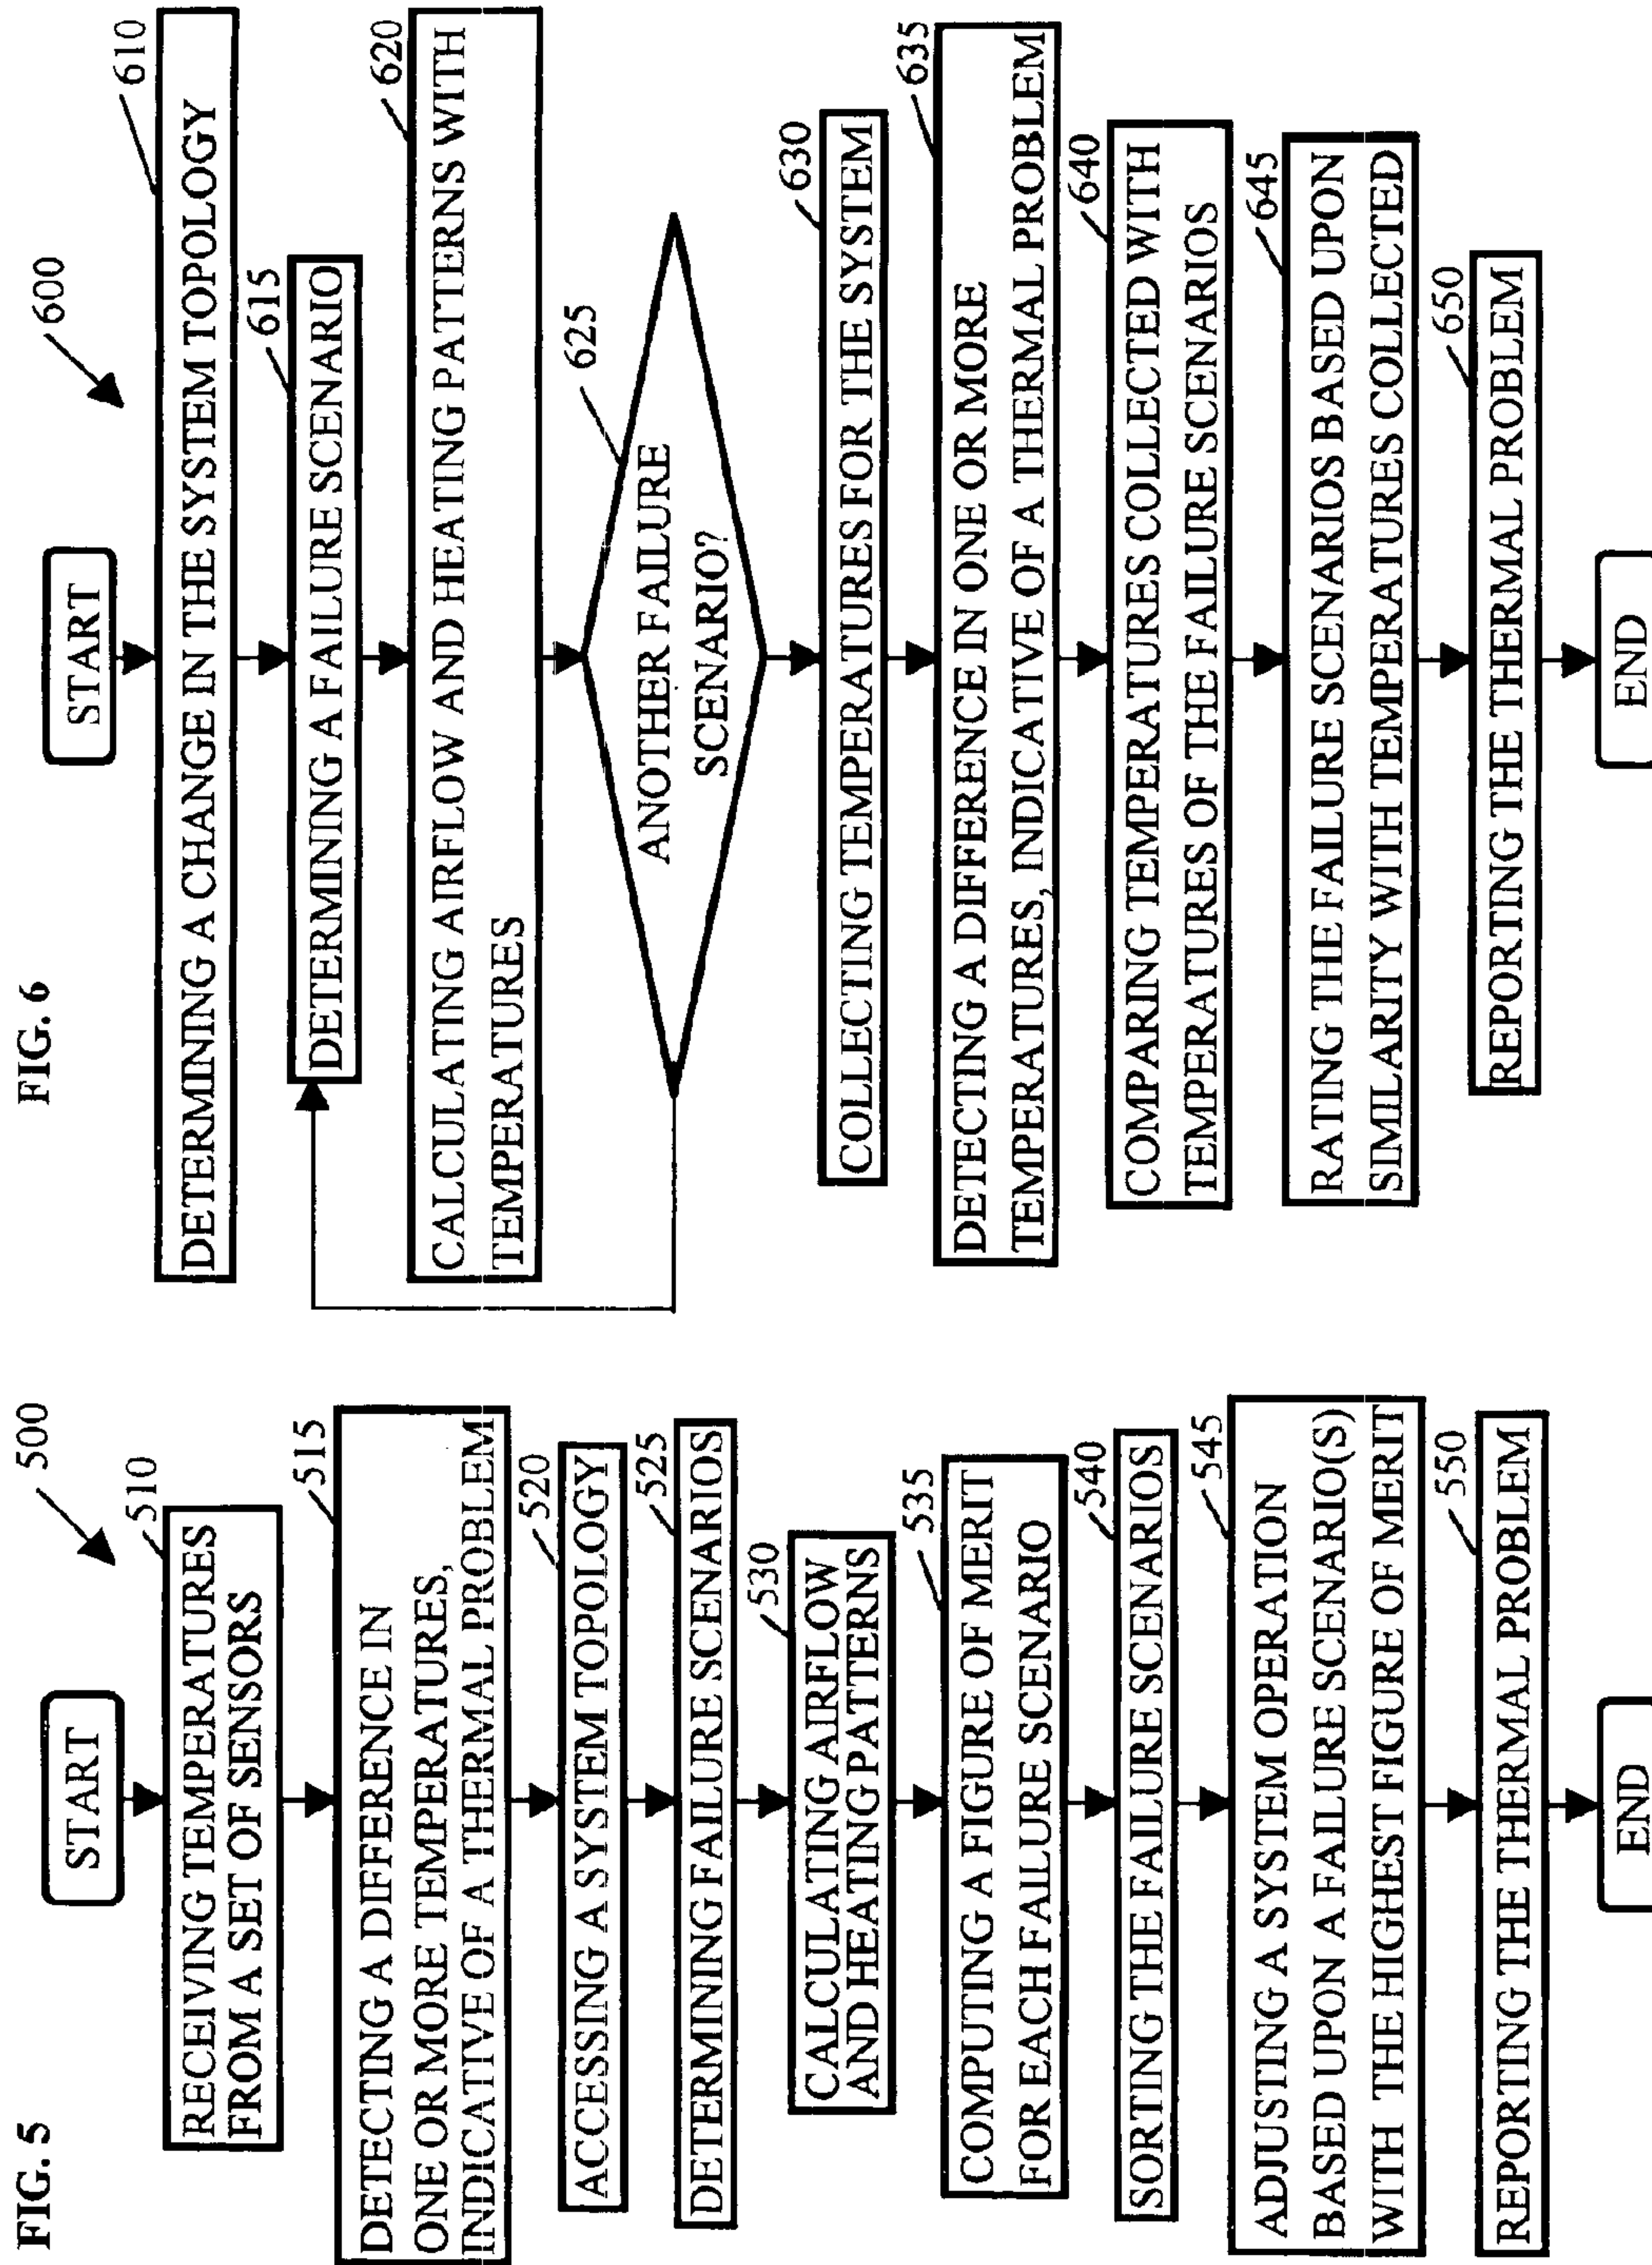 FIG. 5
500
START
510
RECEIVING TEMPERATURES
FROM A SET OF SENSORS
515
DETECTING A DIFFERENCE IN
ONE OR MORE TEMPERATURES,
INDICATIVE OF A THERMAL PROBLEM
520
ACCESSING A SYSTEM TOPOLOGY
525
DETERMINING FAILURE SCENARIOS
530
CALCULATING AIRFLOW
AND HEATING PATTERNS
535
COMPUTING A FIGURE OF MERIT
FOR EACH FAILURE SCENARIO
540
SORTING THE FAILURE SCENARIOS
545
ADJUSTING A SYSTEM OPERATION
BASED UPON A FAILURE SCENARIO(S)
WITH THE HIGHEST FIGURE OF MERIT
550
REPORTING THE THERMAL PROBLEM
END
FIG. 6
600
START
610
DETERMINING A CHANGE IN THE SYSTEM TOPOLOGY
615
DETERMINING A FAILURE SCENARIO
620
CALCULATING AIRFLOW AND HEATING PATTERNS WITH
TEMPERATURES
625
ANOTHER FAILURE
SCENARIO?
630
COLLECTING TEMPERATURES FOR THE SYSTEM
635
DETECTING A DIFFERENCE IN ONE OR MORE
TEMPERATURES, INDICATIVE OF A THERMAL PROBLEM
640
COMPARING TEMPERATURES COLLECTED WITH
TEMPERATURES OF THE FAILURE SCENARIOS
645
RATING THE FAILURE SCENARIOS BASED UPON
SIMILARITY WITH TEMPERATURES COLLECTED
650
REPORTING THE THERMAL PROBLEM
END